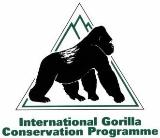 International Gorilla
Conservation Programme